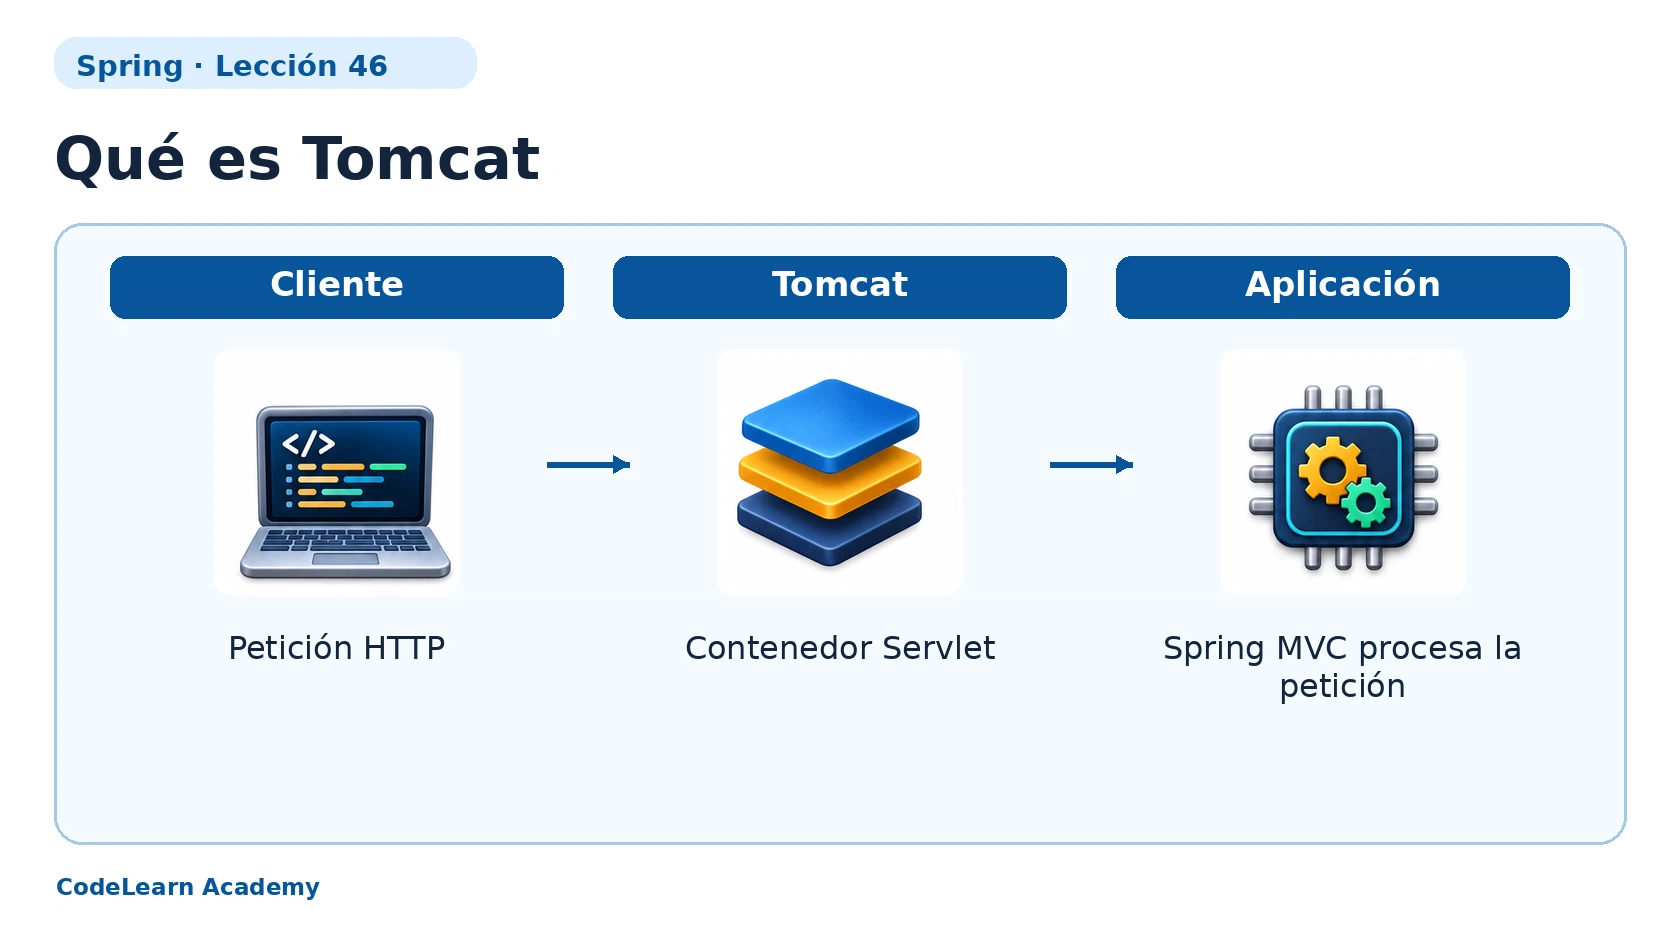 Spring · Lección 46
Qué es Tomcat
Cliente
Tomcat
Aplicación
</>
Petición HTTP
Contenedor Servlet
Spring MVC procesa la
petición
CodeLearn Academy